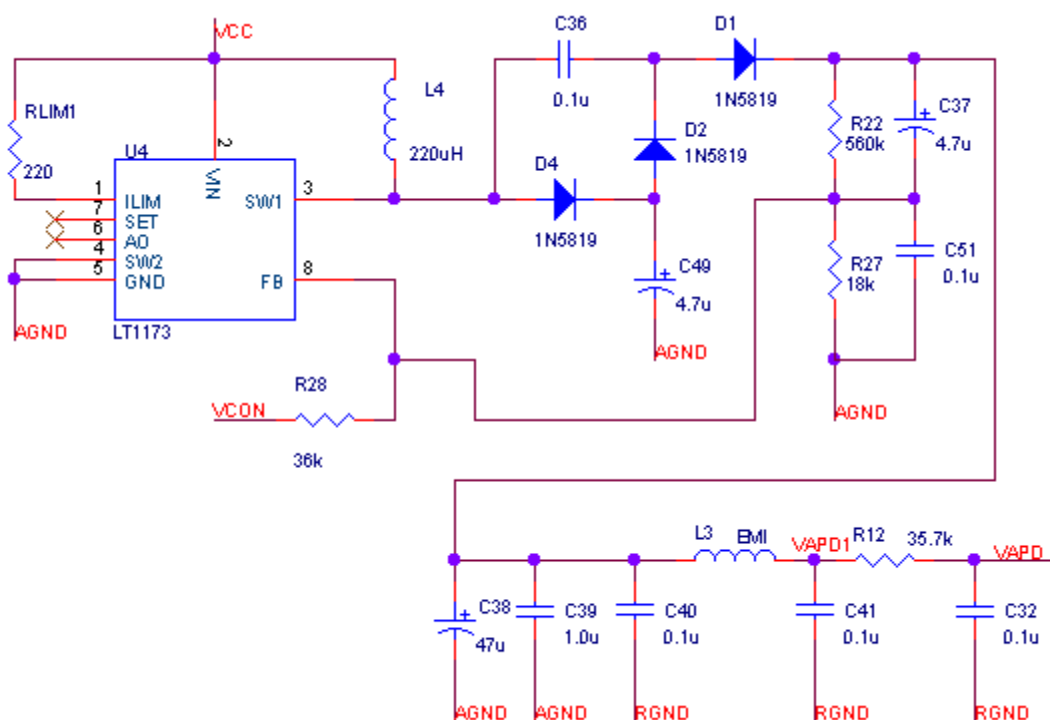 VCC
C36
0.1u
D1
1N5819
RLIM1
220
L4
220uH
D2
1N5819
R22
560k
C37
4.7u
U4
2
VIN
1
ILIM
7
SET
6
AO
4
SW2
5
GND
SW1
3
FB
8
LT1173
AGND
D4
1N5819
C49
4.7u
AGND
R27
18k
C51
0.1u
AGND
R28
VCON
36k
L3
EMI
VAPD1
R12
35.7k
VAPD
C38
47u
C39
1.0u
C40
0.1u
C41
0.1u
C32
0.1u
AGND
AGND
RGND
RGND
RGND